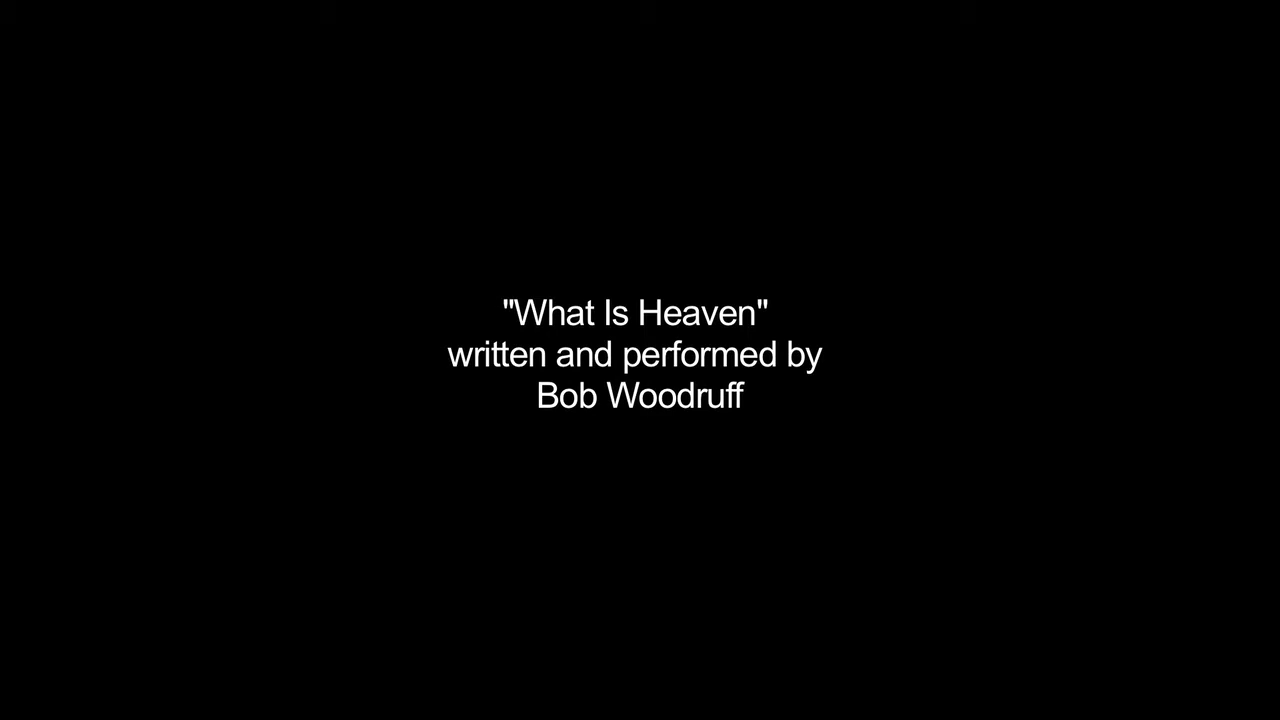 "What Is Heaven"
written and performed by
Bob Woodruff